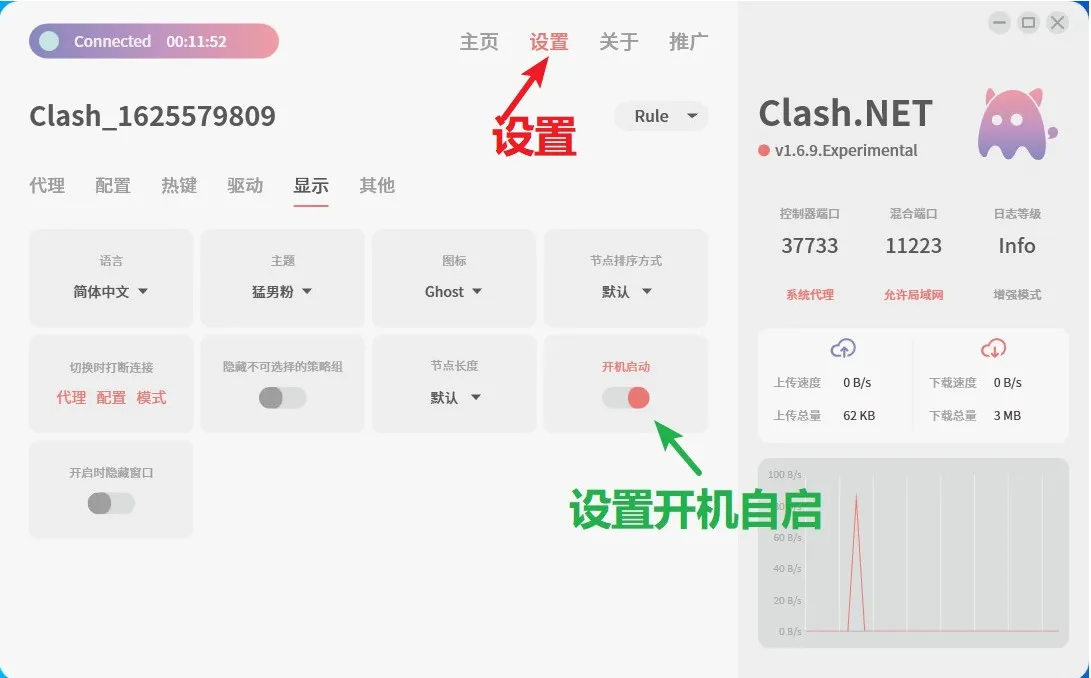 Connected 00:11:52
主页 设置 关于 推广
设置
Clash_1625579809
Rule
代理 配置 热键 驱动 显示 其他
语言
简体中文
主题
猛男粉
图标
Ghost
节点排序方式
默认
切换时打断连接
代理 配置 模式
隐藏不可选择的策略组
节点长度
默认
开机启动
设置开机自启
开启时隐藏窗口
Clash.NET
v1.6.9.Experimental
控制器端口
37733
混合端口
11223
日志等级
Info
系统代理 允许局域网 增强模式
上传速度 0 B/s
上传总量 62 KB
下载速度 0 B/s
下载总量 3 MB
100 B/s
80 B/s
60 B/s
40 B/s
20 B/s
0 B/s